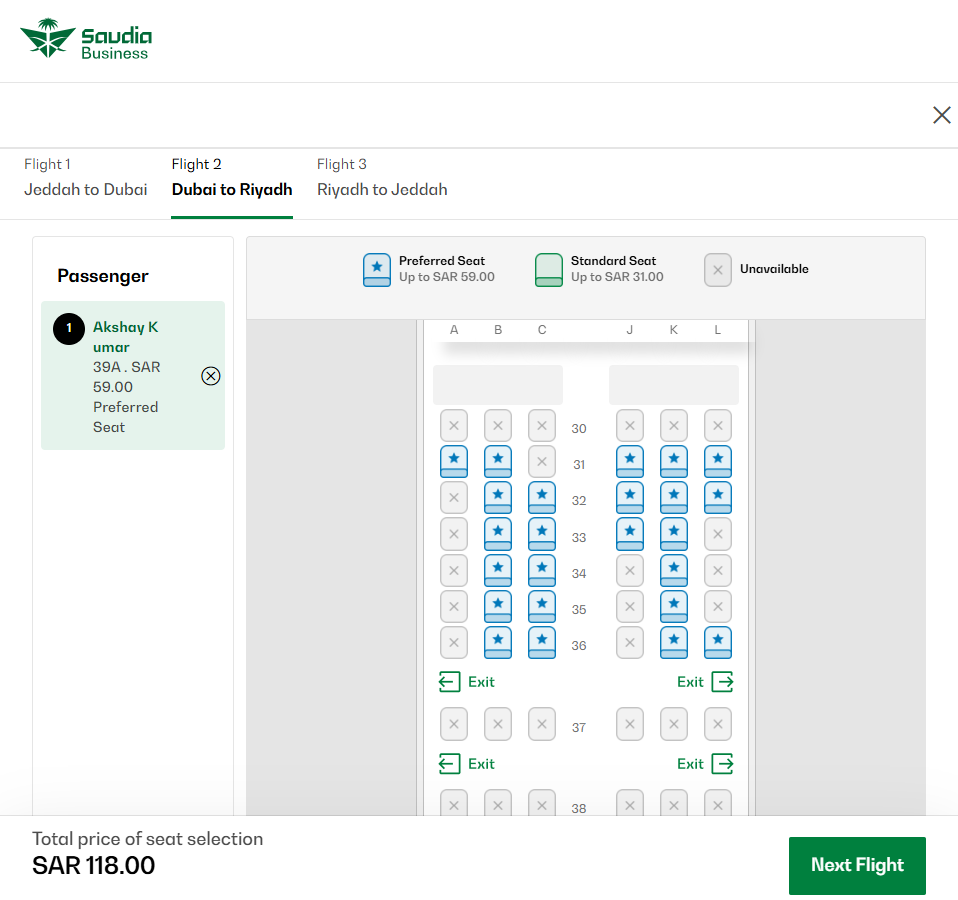 Saudia
Business
Flight 1
Flight 2
Flight 3
Jeddah to Dubai
Dubai to Riyadh
Riyadh to Jeddah
Passenger
1
Akshay K
umar
39A . SAR
59.00
Preferred
Seat
Preferred Seat
Up to SAR 59.00
Standard Seat
Up to SAR 31.00
Unavailable
A B C J K L
30
31
32
33
34
35
36
Exit Exit
37
Exit Exit
38
Total price of seat selection
SAR 118.00
Next Flight